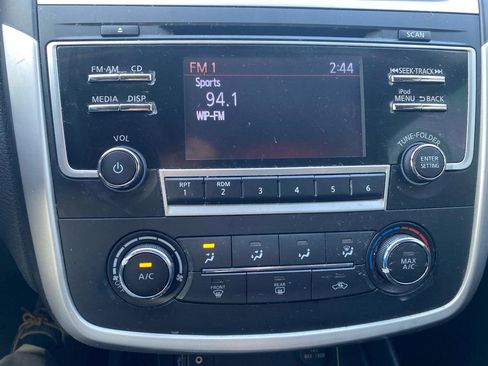 SCAN
FM 1 2:44
Sports
94.1
WIP-FM
FM·AM CD
MEDIA DISP
SEEK·TRACK
iPod
MENU BACK
VOL
TUNE·FOLDER
ENTER
SETTING
RPT
1
RDM
2
3
4
5
6
OFF
A/C
FRONT
REAR
MAX
A/C